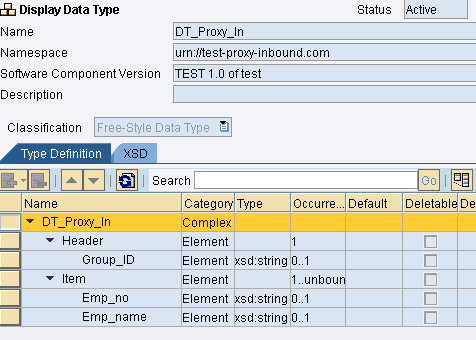 Display Data Type Status Active
Name DT_Proxy_In
Namespace urn://test-proxy-inbound.com
Software Component Version TEST 1.0 of test
Description
Classification Free-Style Data Type
Type Definition XSD
Search Go
Name Category Type Occurre... Default Deletable De
DT_Proxy_In Complex
Header Element 1
Group_ID Element xsd:string 0..1
Item Element 1..unboun
Emp_no Element xsd:string 0..1
Emp_name Element xsd:string 0..1